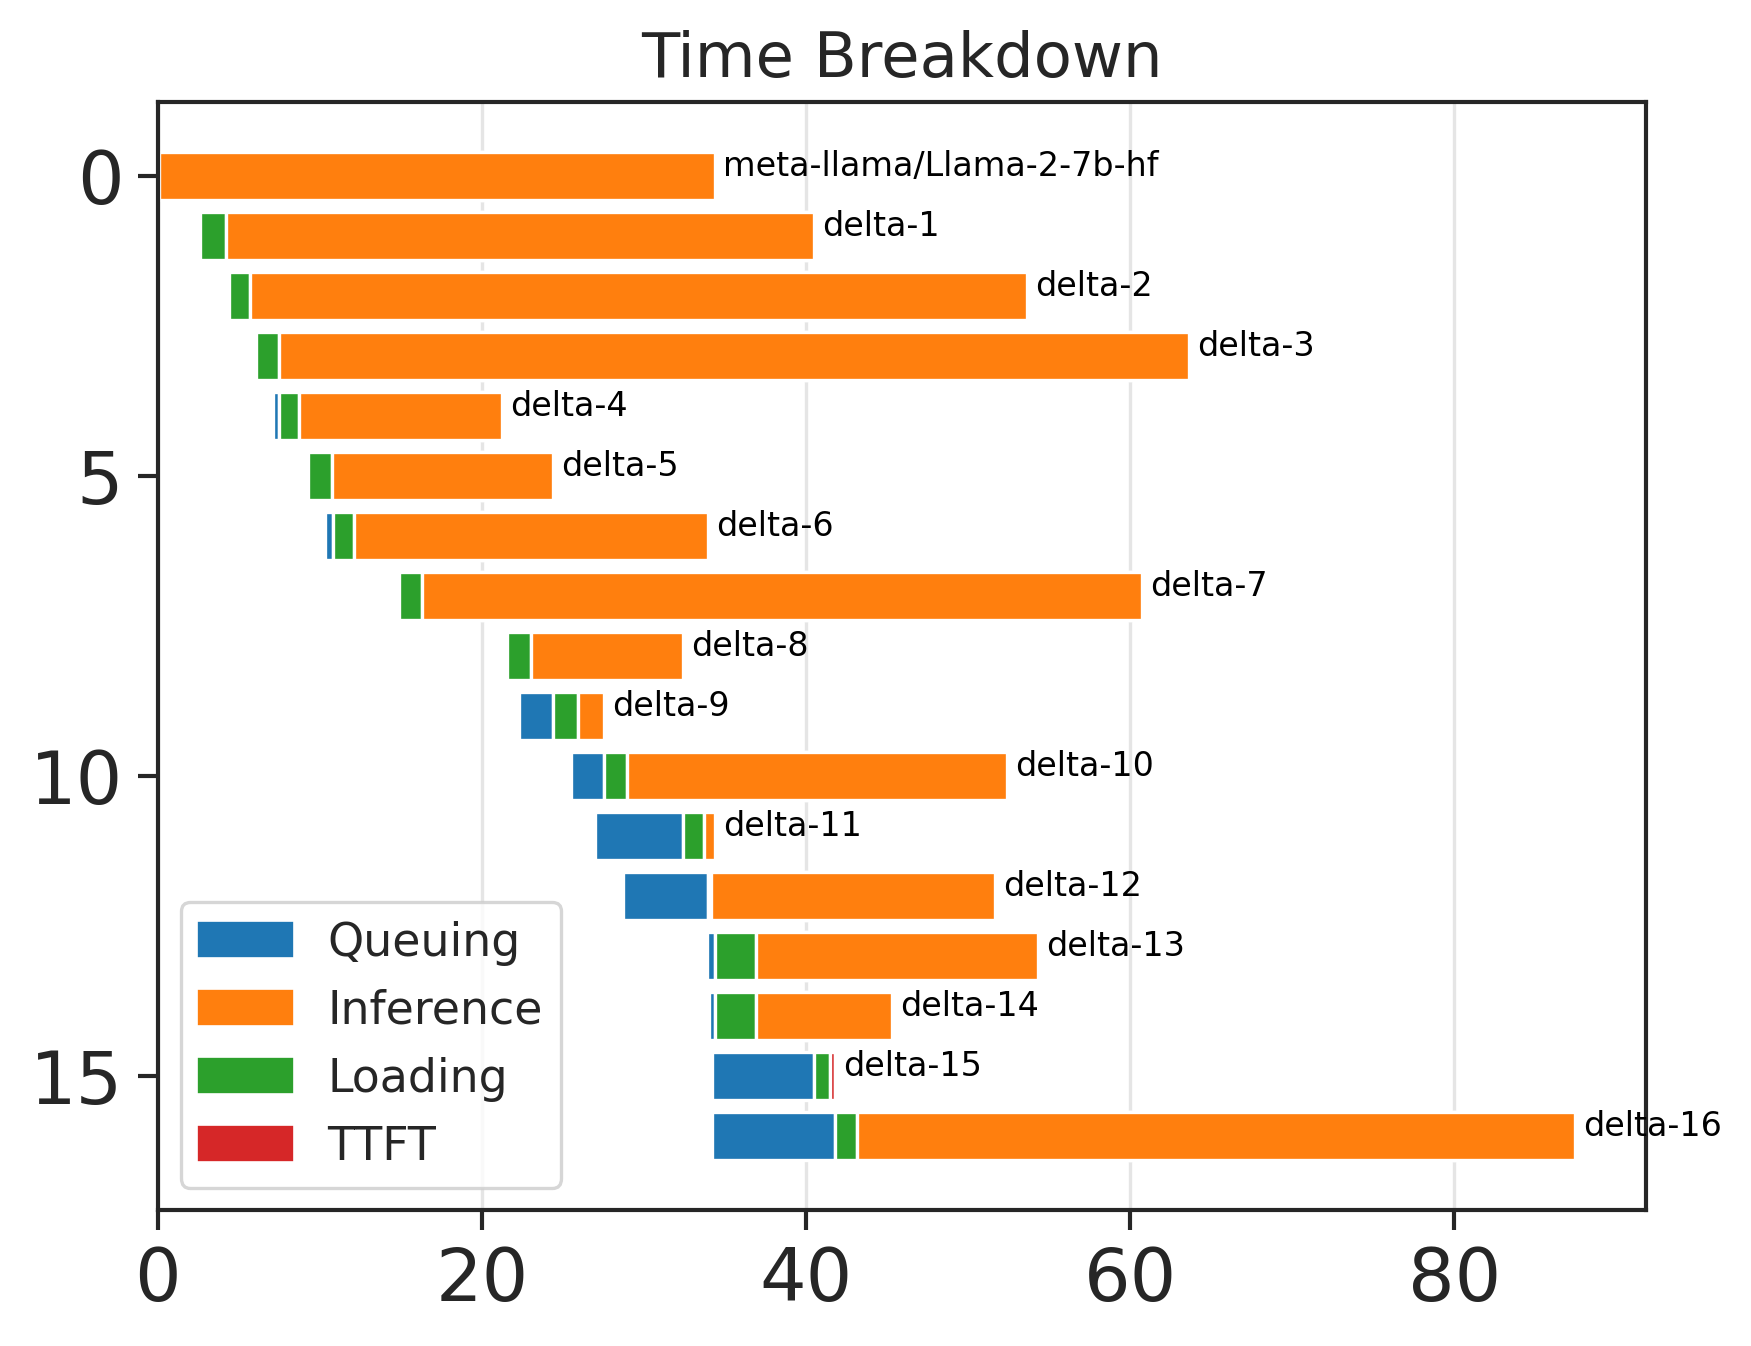 Time Breakdown
0
meta-llama/Llama-2-7b-hf
delta-1
delta-2
delta-3
delta-4
5
delta-5
delta-6
delta-7
delta-8
delta-9
10
delta-10
delta-11
delta-12
delta-13
delta-14
15
delta-15
delta-16
Queuing
Inference
Loading
TTFT
0 20 40 60 80